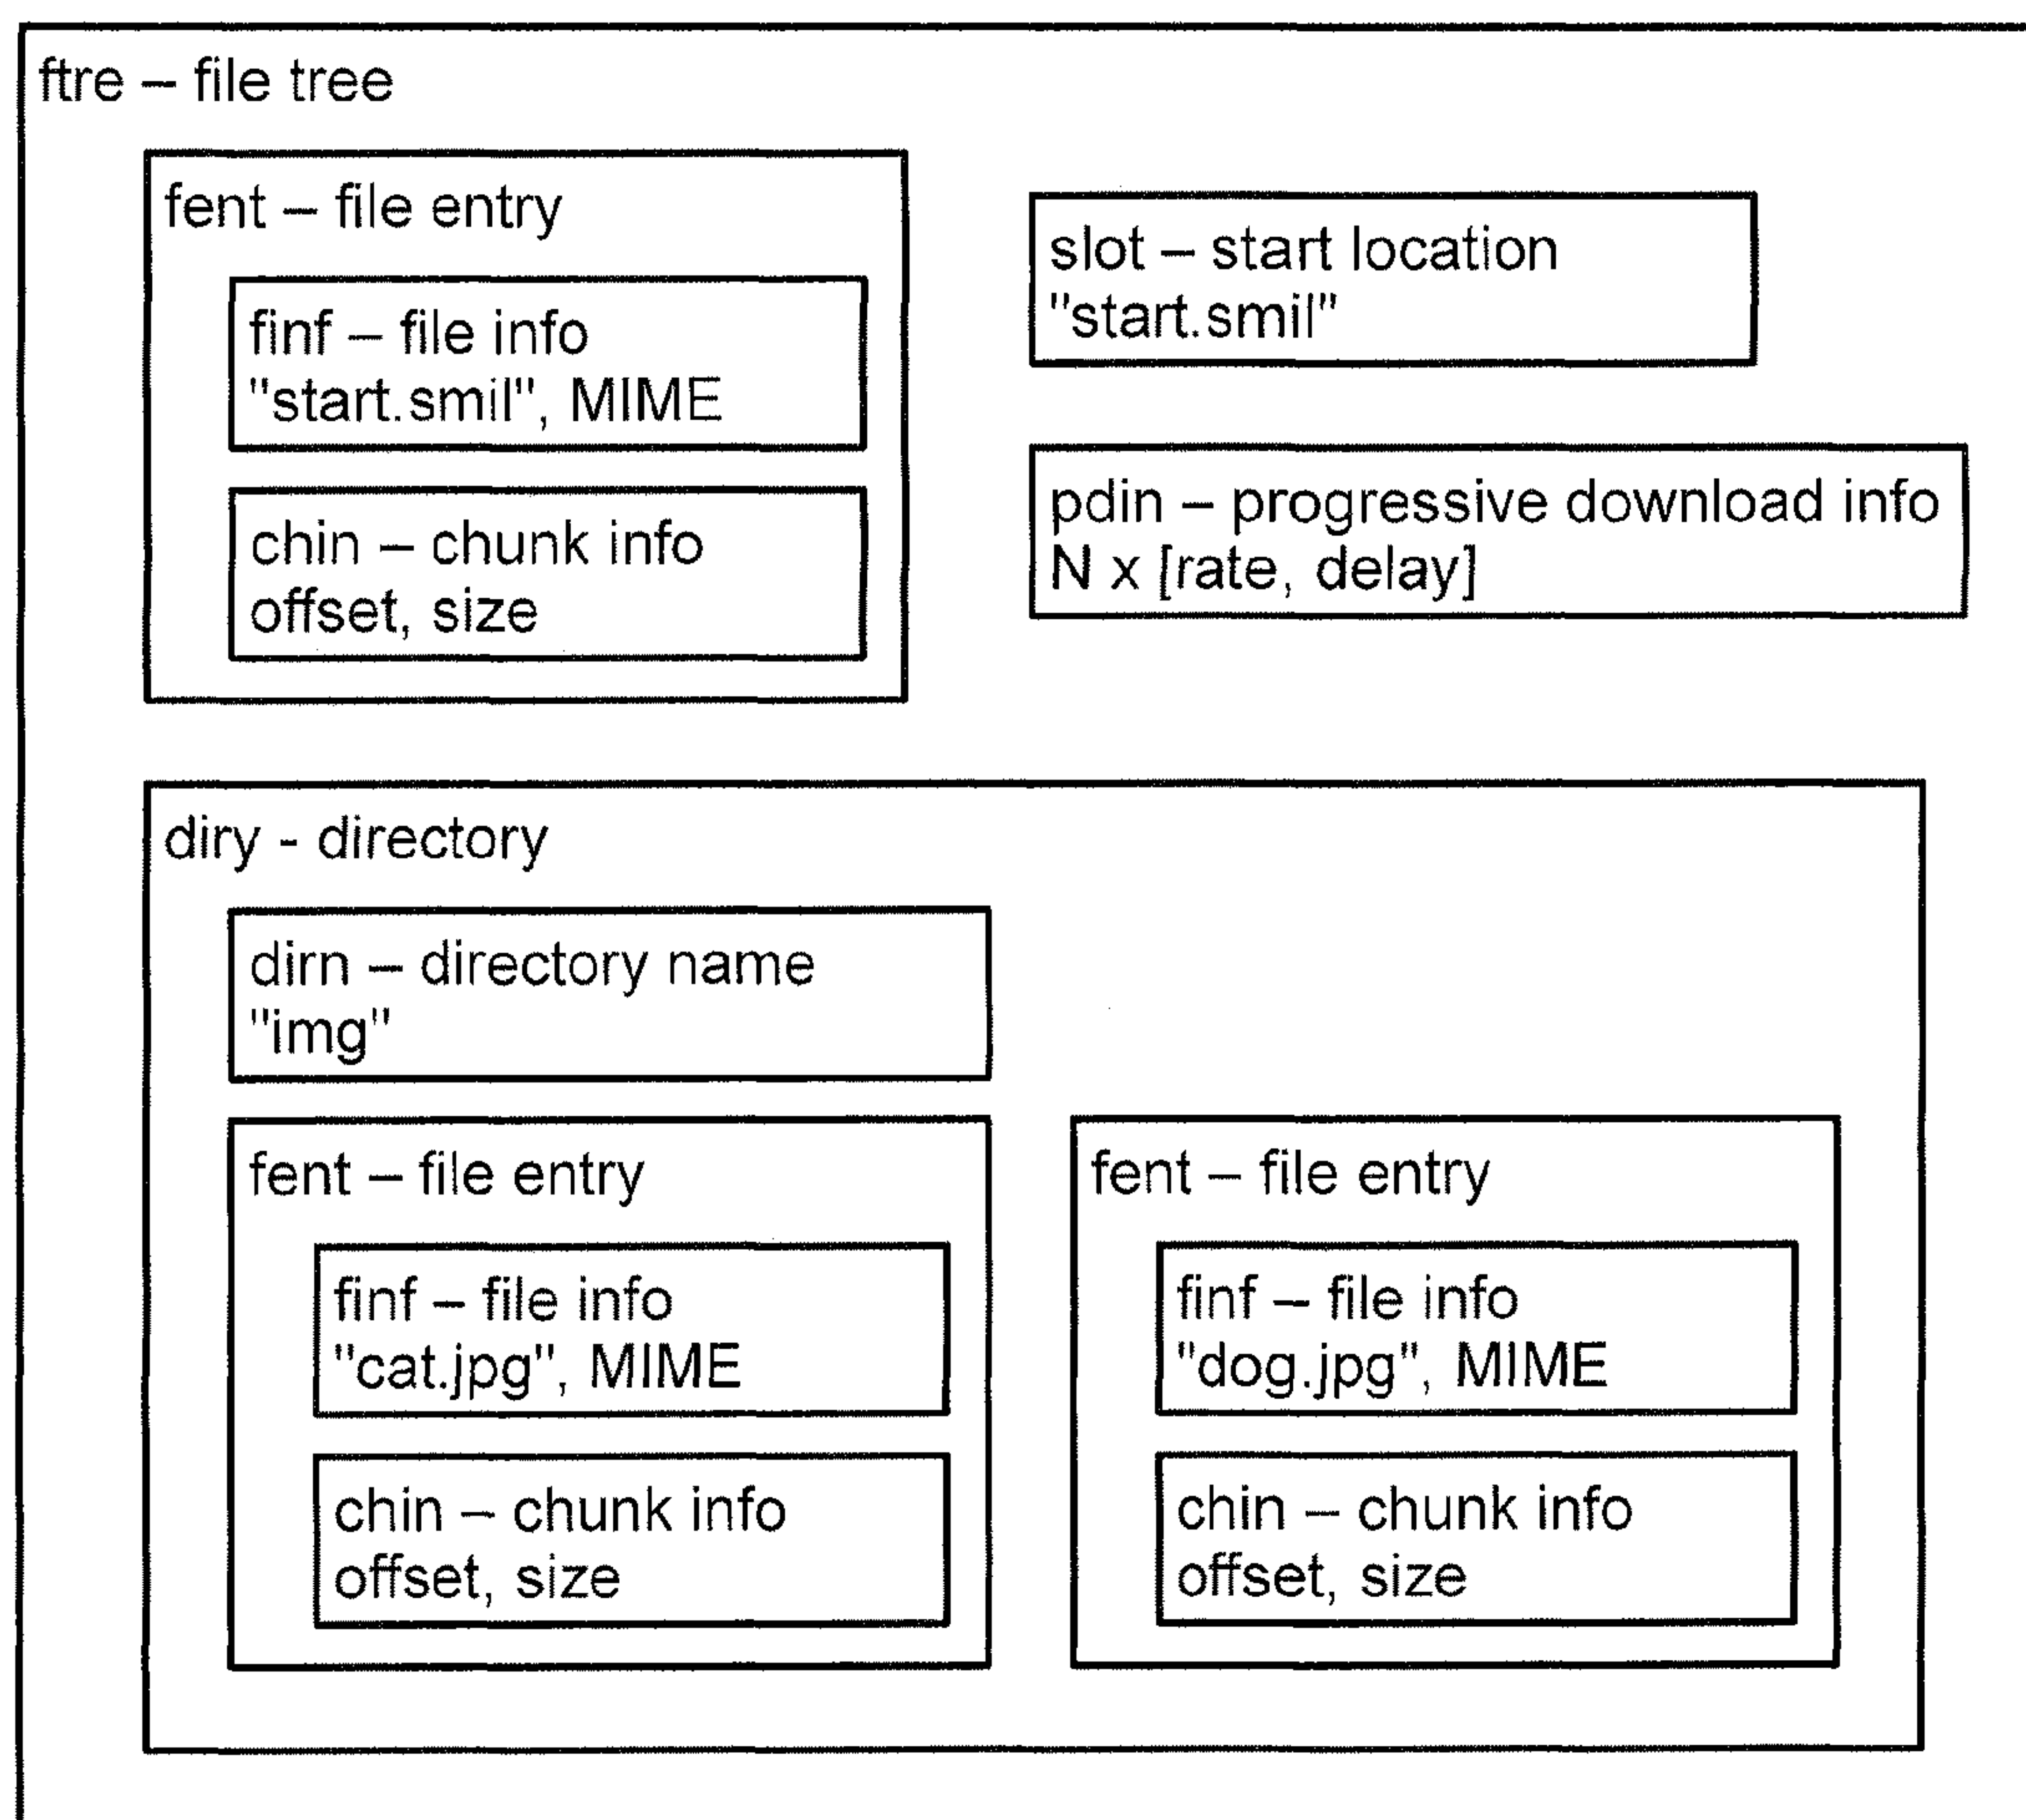 ftre – file tree
fent – file entry
finf – file info
"start.smil", MIME
chin – chunk info
offset, size
slot – start location
"start.smil"
pdin – progressive download info
N x [rate, delay]
diry - directory
dirn – directory name
"img"
fent – file entry
finf – file info
"cat.jpg", MIME
chin – chunk info
offset, size
fent – file entry
finf – file info
"dog.jpg", MIME
chin – chunk info
offset, size